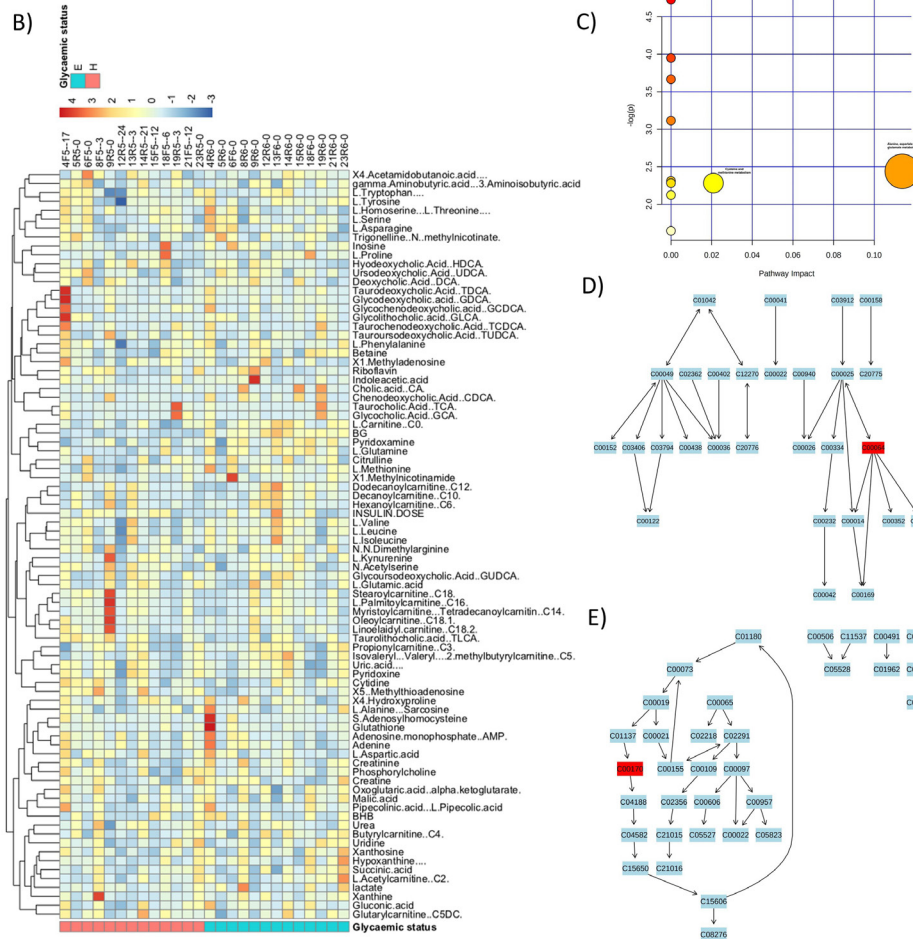 B)
Glycaemic status
E
H
4
3
2
1
0
-1
-2
-3
4F5--17
5R5-0
6F5-0
8F5--3
9R5-0
12R5--24
13R5--3
14R5--21
15F5--12
18F5--6
19R5--3
21F5--12
23R5-0
4R6-0
5R6-0
6F6-0
8R6-0
9R6-0
12R6-0
13F6-0
14R6-0
15R6-0
18F6-0
19R6-0
21R6-0
23R6-0
X4.Acetamidobutanoic.acid....
gamma.Aminobutyric.acid...3.Aminoisobutyric.acid
L.Tryptophan....
L.Tyrosine
L.Homoserine...L.Threonine....
L.Serine
L.Asparagine
Trigonelline..N..methylnicotinate.
Inosine
L.Proline
Hyodeoxycholic.Acid..HDCA.
Ursodeoxycholic.Acid..UDCA.
Deoxycholic.Acid..DCA.
Taurodeoxycholic.Acid..TDCA.
Glycodeoxycholic.acid..GDCA.
Glycochenodeoxycholic.acid..GCDCA.
Glycolithocholic.acid..GLCA.
Taurochenodeoxycholic.Acid..TCDCA.
Tauroursodeoxycholic.Acid..TUDCA.
L.Phenylalanine
Betaine
X1.Methyladenosine
Riboflavin
Indoleacetic.acid
Cholic.acid..CA.
Chenodeoxycholic.Acid..CDCA.
Taurocholic.Acid..TCA.
Glycocholic.Acid..GCA.
L.Carnitine..C0.
BG
Pyridoxamine
L.Glutamine
Citrulline
L.Methionine
X1.Methylnicotinamide
Dodecanoylcarnitine..C12.
Decanoylcarnitine..C10.
Hexanoylcarnitine..C6.
INSULIN.DOSE
L.Valine
L.Leucine
L.Isoleucine
N.N.Dimethylarginine
L.Kynurenine
N.Acetylserine
Glycoursodeoxycholic.Acid..GUDCA.
L.Glutamic.acid
Stearoylcarnitine..C18.
L.Palmitoylcarnitine..C16.
Myristoylcarnitine...Tetradecanoylcarnitin..C14.
Oleoylcarnitine..C18.1.
Linoelaidyl.carnitine..C18.2.
Taurolithocholic.acid..TLCA.
Propionylcarnitine..C3.
Isovaleryl...Valeryl....2.methylbutyrylcarnitine..C5.
Uric.acid....
Pyridoxine
Cytidine
X5..Methylthioadenosine
X4.Hydroxyproline
L.Alanine...Sarcosine
S.Adenosylhomocysteine
Glutathione
Adenosine.monophosphate..AMP.
Adenine
L.Aspartic.acid
Creatinine
Phosphorylcholine
Creatine
Oxoglutaric.acid..alpha.ketoglutarate.
Malic.acid
Pipecolinic.acid...L.Pipecolic.acid
BHB
Urea
Butyrylcarnitine..C4.
Uridine
Xanthosine
Hypoxanthine....
Succinic.acid
L.Acetylcarnitine..C2.
lactate
Xanthine
Gluconic.acid
Glutarylcarnitine..C5DC.
Glycaemic status
C)
-log(p)
4.5
4.0
3.5
3.0
2.5
2.0
0.0
0.02
0.04
0.06
0.08
0.10
Pathway Impact
D)
C01042
C00041
C03912
C00158
C00049
C02362
C00402
C12270
C00022
C00940
C00025
C20775
C00152
C03406
C03794
C00438
C00036
C20776
C00026
C00334
C00064
C00122
C00232
C00014
C00352
C00042
C00169
E)
C01180
C00506
C11537
C00491
C00073
C05528
C01962
C00019
C00065
C01137
C00021
C02218
C02291
C00170
C00155
C00109
C00097
C04188
C02356
C00606
C00957
C04582
C21015
C05527
C00022
C05823
C15650
C21016
C15606
C08276